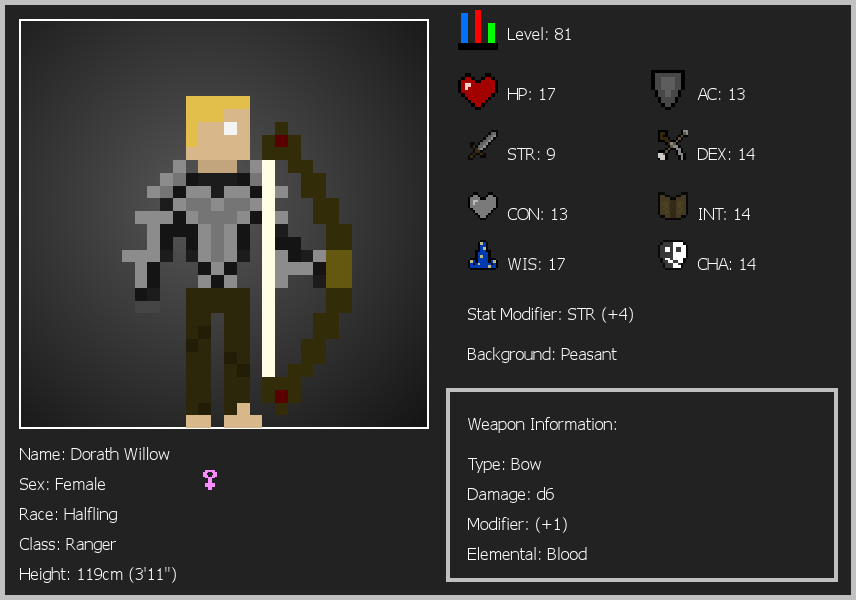 Level: 81
HP: 17
AC: 13
STR: 9
DEX: 14
CON: 13
INT: 14
WIS: 17
CHA: 14
Stat Modifier: STR (+4)
Background: Peasant
Weapon Information:
Type: Bow
Damage: d6
Modifier: (+1)
Elemental: Blood
Name: Dorath Willow
Sex: Female
Race: Halfling
Class: Ranger
Height: 119cm (3'11")